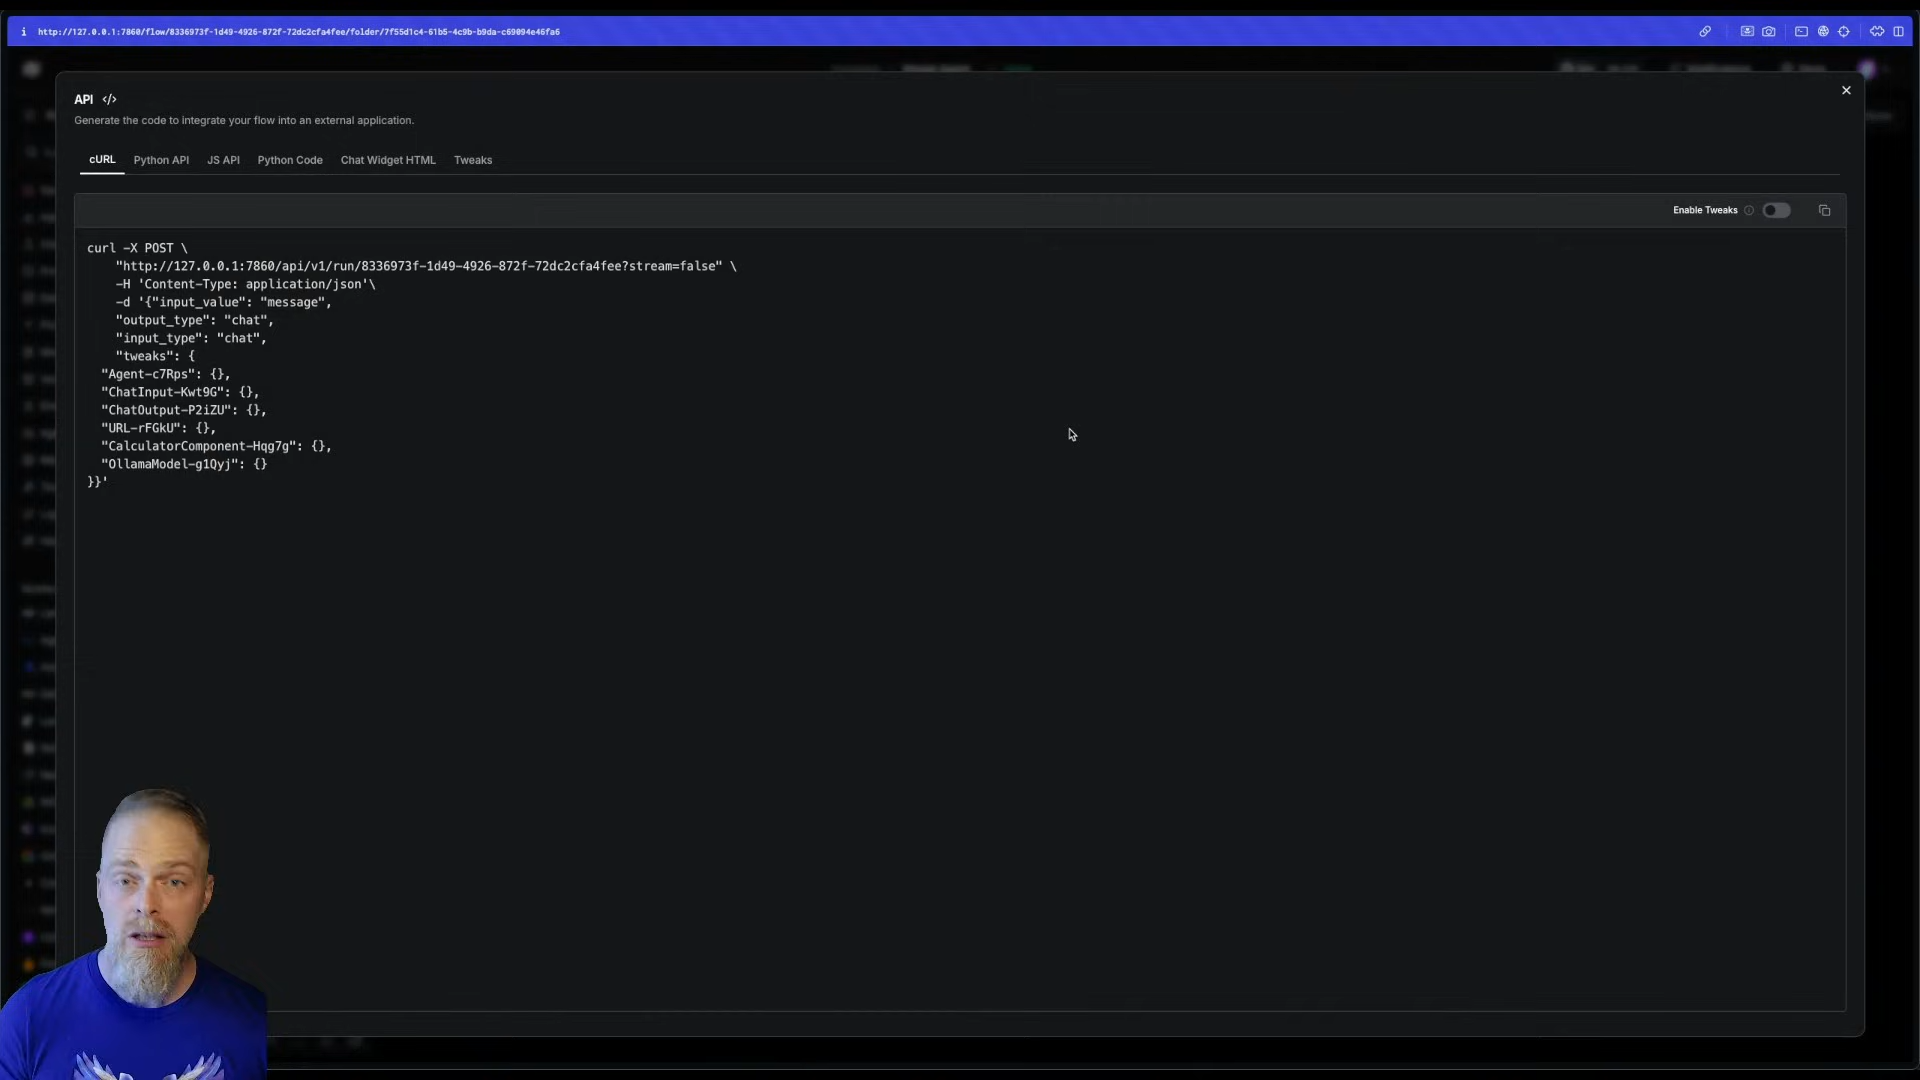 http://127.0.0.1:7860/flow/8336973f-1d49-4926-872f-72dc2cfa4fee/folder/7f55d1c4-61b5-4c9b-b9da-c69094e46fa6
API </>
Generate the code to integrate your flow into an external application.
cURL Python API JS API Python Code Chat Widget HTML Tweaks
Enable Tweaks
curl -X POST \
"http://127.0.0.1:7860/api/v1/run/8336973f-1d49-4926-872f-72dc2cfa4fee?stream=false" \
-H 'Content-Type: application/json'\
-d '{"input_value": "message",
"output_type": "chat",
"input_type": "chat",
"tweaks": {
"Agent-c7Rps": {},
"ChatInput-Kwt9G": {},
"ChatOutput-P2iZU": {},
"URL-rFGkU": {},
"CalculatorComponent-Hqg7g": {},
"OllamaModel-g1Qyj": {}
}}'